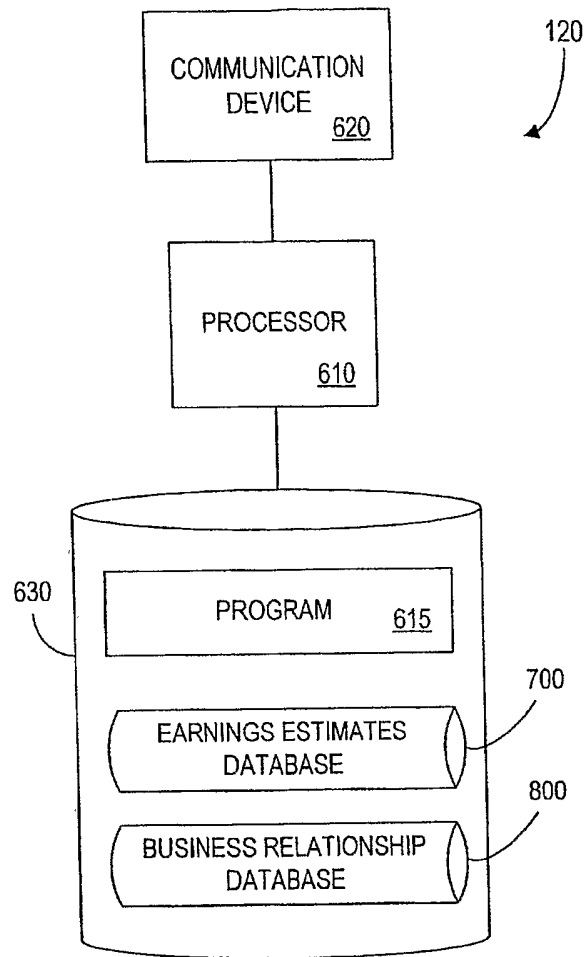 120
COMMUNICATION
DEVICE
620
PROCESSOR
610
630
PROGRAM
615
700
EARNINGS ESTIMATES
DATABASE
800
BUSINESS RELATIONSHIP
DATABASE